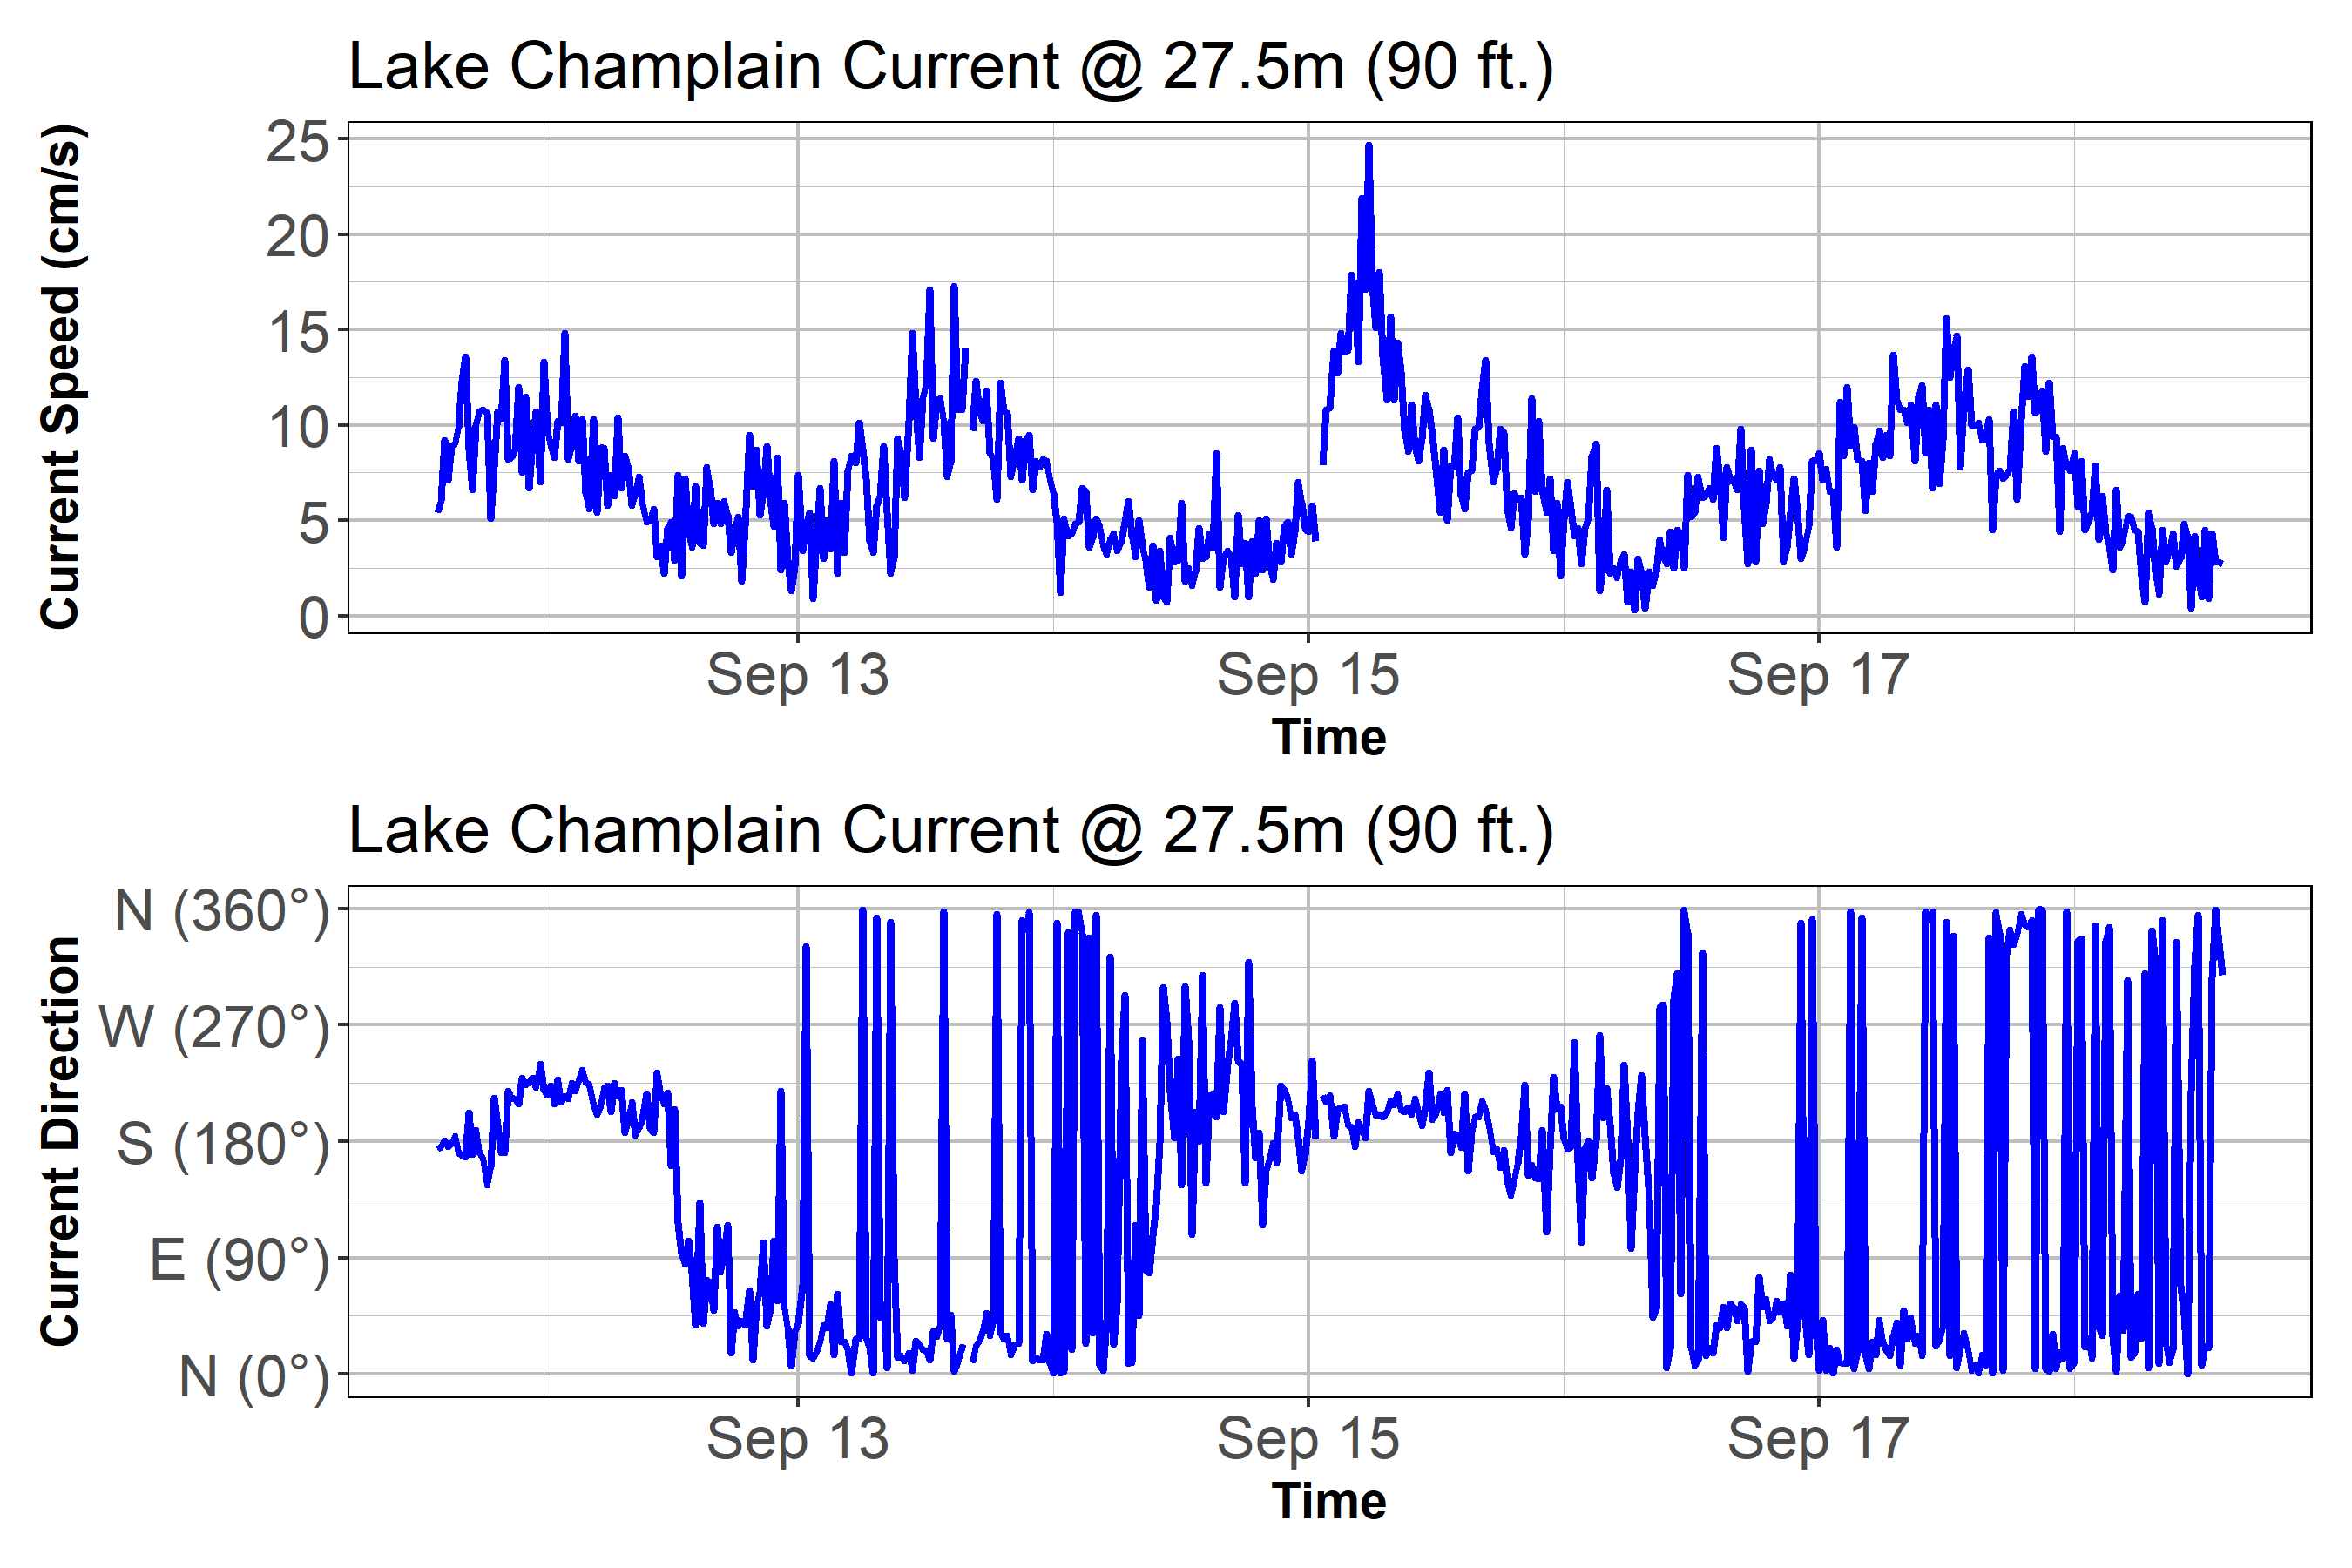 Lake Champlain Current @ 27.5m (90 ft.)
Current Speed (cm/s)
25
20
15
10
5
0
Sep 13 Sep 15 Sep 17
Time
Lake Champlain Current @ 27.5m (90 ft.)
Current Direction
N (360°)
W (270°)
S (180°)
E (90°)
N (0°)
Sep 13 Sep 15 Sep 17
Time